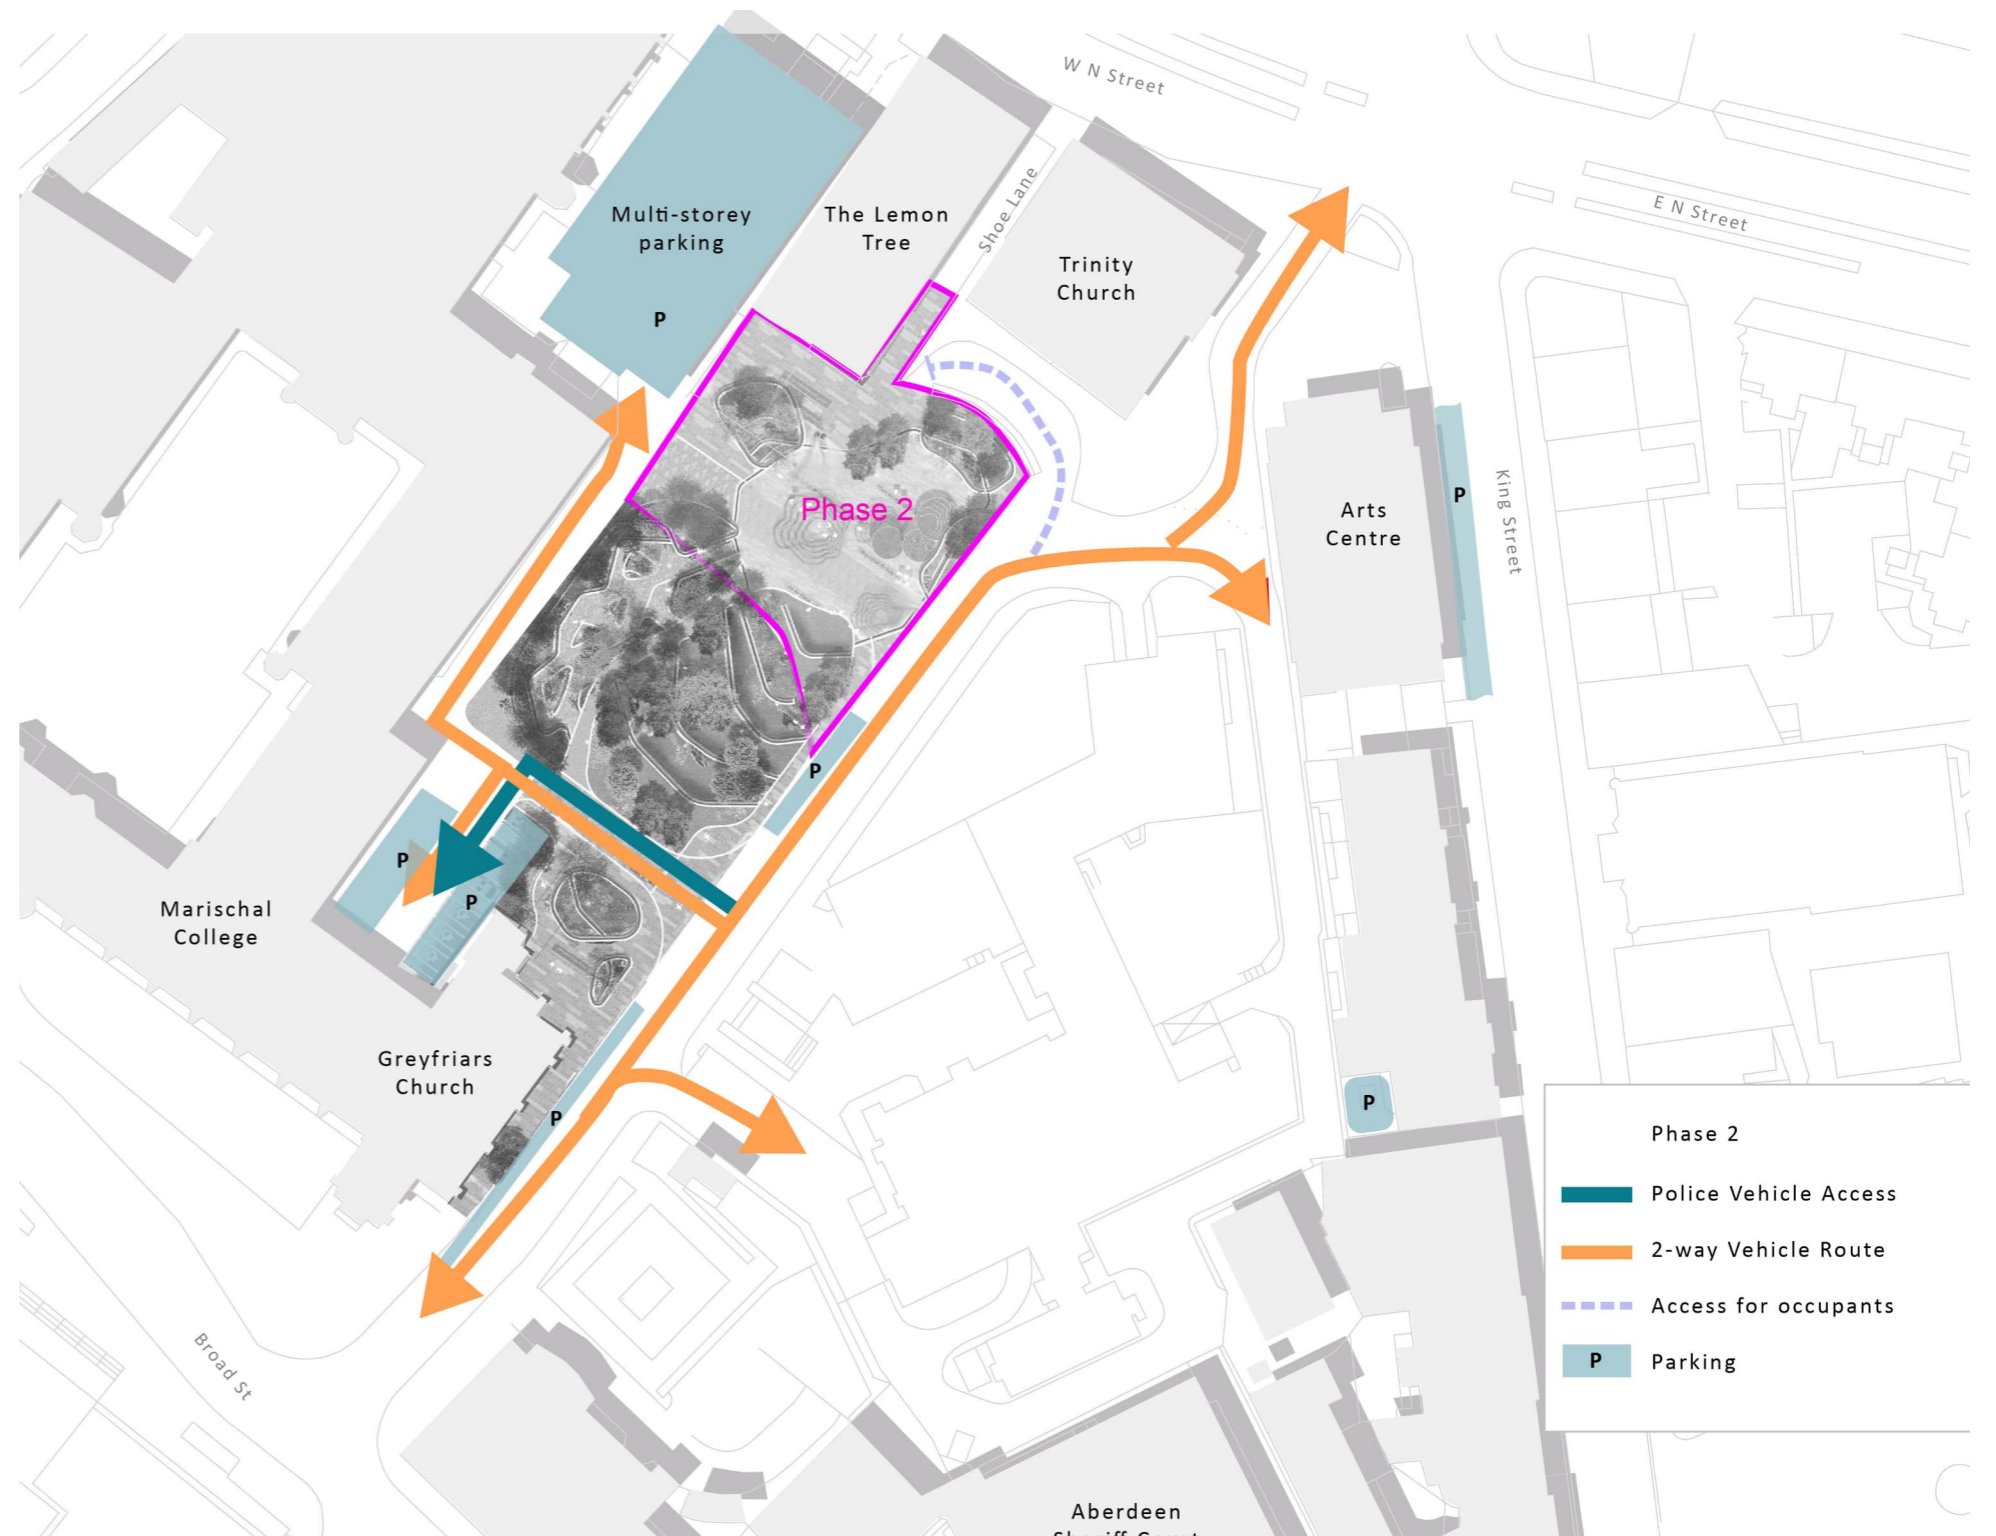 W N Street
E N Street
Multi-storey
parking
P
The Lemon
Tree
Shoe Lane
Trinity
Church
Phase 2
Arts
Centre
P
King Street
P
P
P
Marischal
College
Greyfriars
Church
P
P
Broad St
Phase 2
Police Vehicle Access
2-way Vehicle Route
Access for occupants
P Parking
Aberdeen
Sheriff Court